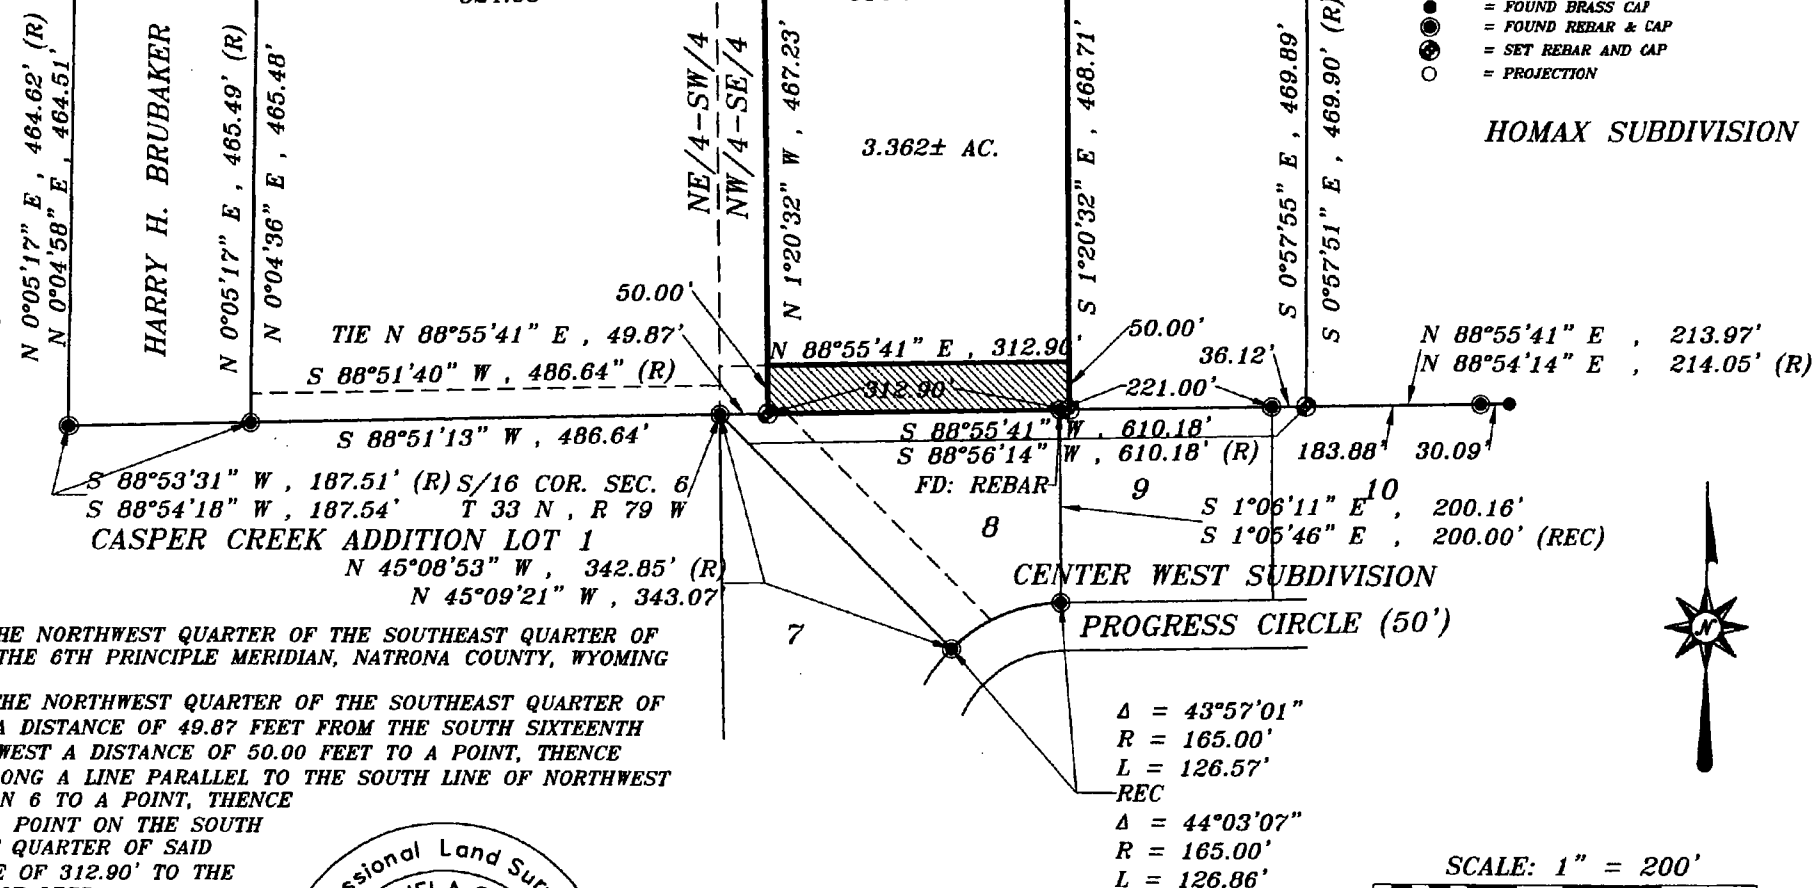 = FOUND BRASS CAP
= FOUND REBAR & CAP
= SET REBAR AND CAP
= PROJECTION
HOMAX SUBDIVISION
N 0°05'17" E , 464.62' (R)
N 0°04'58" E , 464.51'
HARRY H. BRUBAKER
N 0°05'17" E , 465.49' (R)
N 0°04'36" E , 465.48'
NE/4-SW/4
NW/4-SE/4
N 1°20'32" W , 467.23'
3.362± AC.
S 1°20'32" E , 468.71'
S 0°57'55" E , 469.89'
S 0°57'51" E , 469.90' (R)
50.00'
TIE N 88°55'41" E , 49.87'
N 88°55'41" E , 312.90'
50.00'
36.12'
N 88°55'41" E , 213.97'
N 88°54'14" E , 214.05' (R)
S 88°51'40" W , 486.64' (R)
312.90'
221.00'
S 88°51'13" W , 486.64'
S 88°55'41" W , 610.18'
S 88°56'14" W , 610.18' (R)
183.88'
30.09'
S 88°53'31" W , 187.51' (R)
S 88°54'18" W , 187.54'
S/16 COR. SEC. 6
T 33 N , R 79 W
FD: REBAR
9
10
8
S 1°06'11" E , 200.16'
S 1°05'46" E , 200.00' (REC)
CASPER CREEK ADDITION LOT 1
N 45°08'53" W , 342.85' (R)
N 45°09'21" W , 343.07
CENTER WEST SUBDIVISION
PROGRESS CIRCLE (50')
7
N
HE NORTHWEST QUARTER OF THE SOUTHEAST QUARTER OF
THE 6TH PRINCIPLE MERIDIAN, NATRONA COUNTY, WYOMING
HE NORTHWEST QUARTER OF THE SOUTHEAST QUARTER OF
A DISTANCE OF 49.87 FEET FROM THE SOUTH SIXTEENTH
WEST A DISTANCE OF 50.00 FEET TO A POINT, THENCE
ONG A LINE PARALLEL TO THE SOUTH LINE OF NORTHWEST
N 6 TO A POINT, THENCE
POINT ON THE SOUTH
QUARTER OF SAID
E OF 312.90' TO THE
Δ = 43°57'01"
R = 165.00'
L = 126.57'
REC
Δ = 44°03'07"
R = 165.00'
L = 126.86'
essional Land Sur
SCALE: 1" = 200'